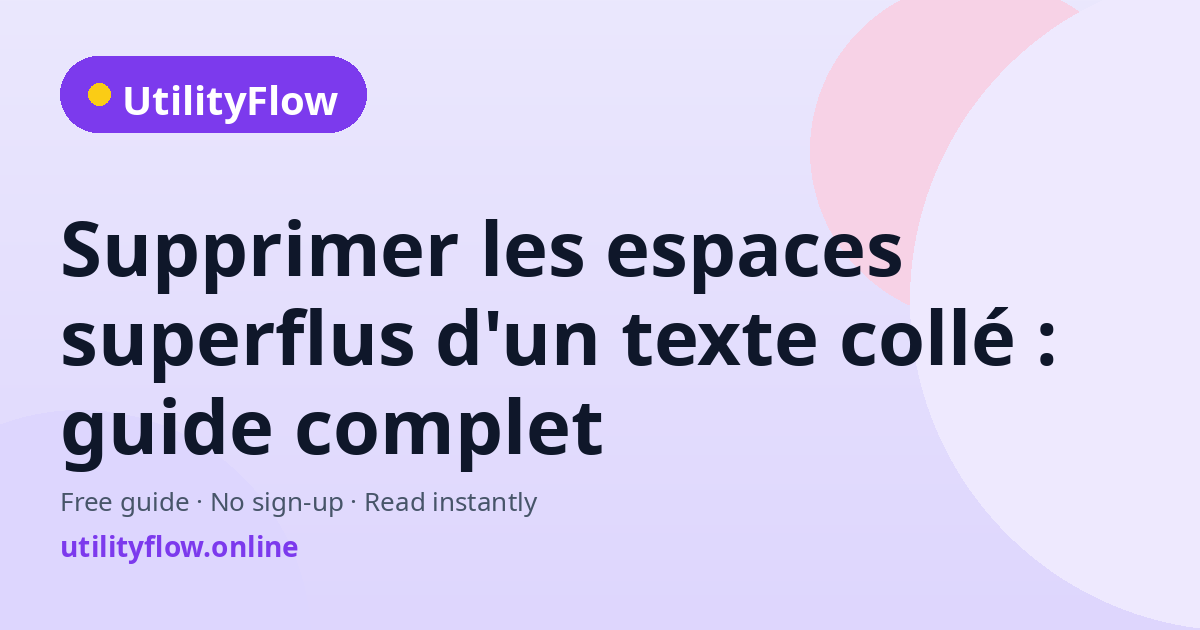 UtilityFlow
Supprimer les espaces
superflus d'un texte collé :
guide complet
Free guide · No sign-up · Read instantly
utilityflow.online